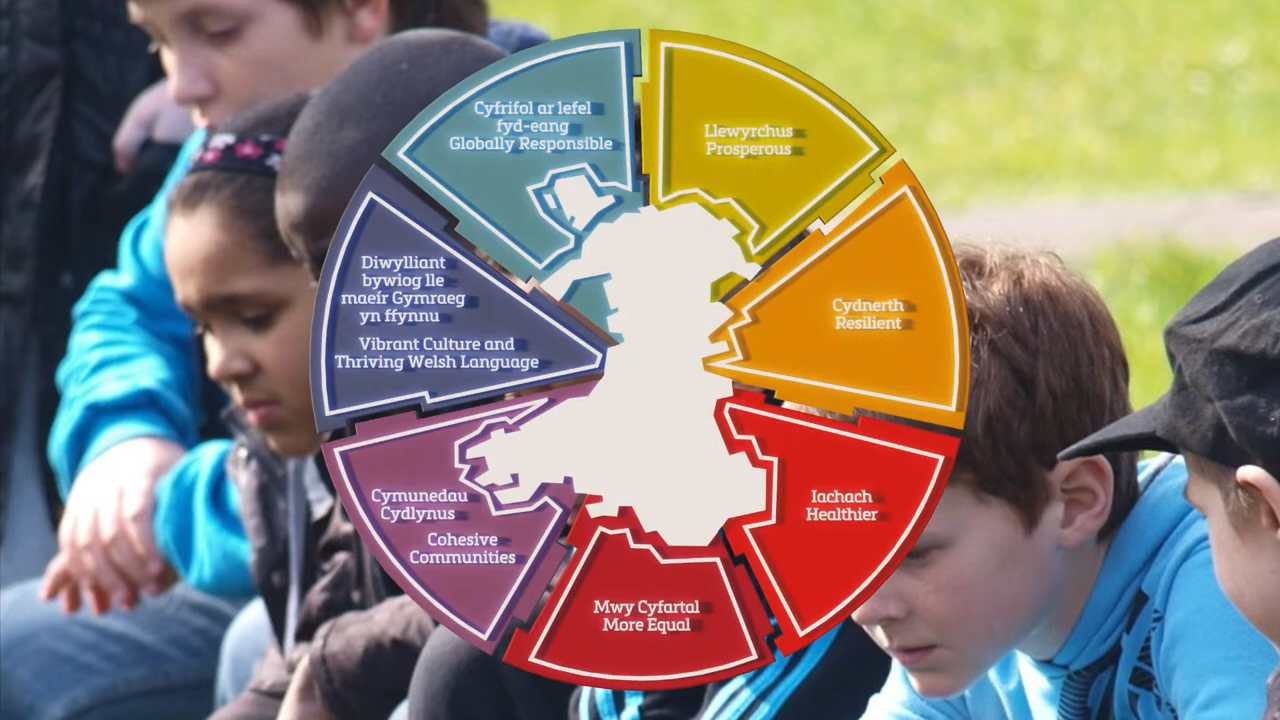 Cyfrifol ar lefel
fyd-eang
Globally Responsible
Llewyrchus
Prosperous
Cydnerth
Resilient
Iachach
Healthier
Mwy Cyfartal
More Equal
Cymunedau
Cydlynus
Cohesive
Communities
Diwylliant
bywiog lle
maeír Gymraeg
yn ffynnu
Vibrant Culture and
Thriving Welsh Language